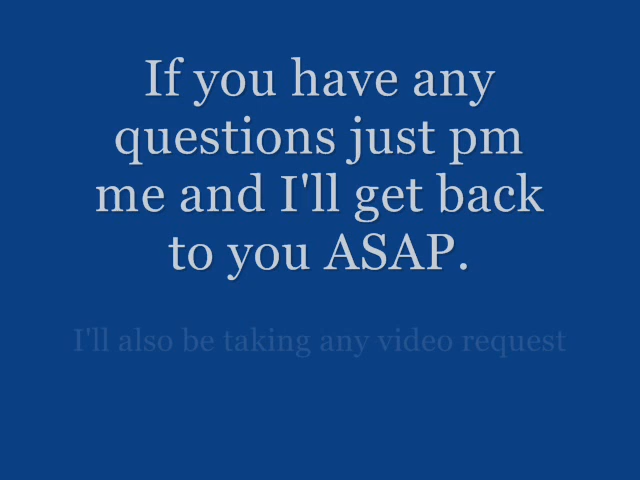 If you have any
questions just pm
me and I'll get back
to you ASAP.
I'll also be taking any video request